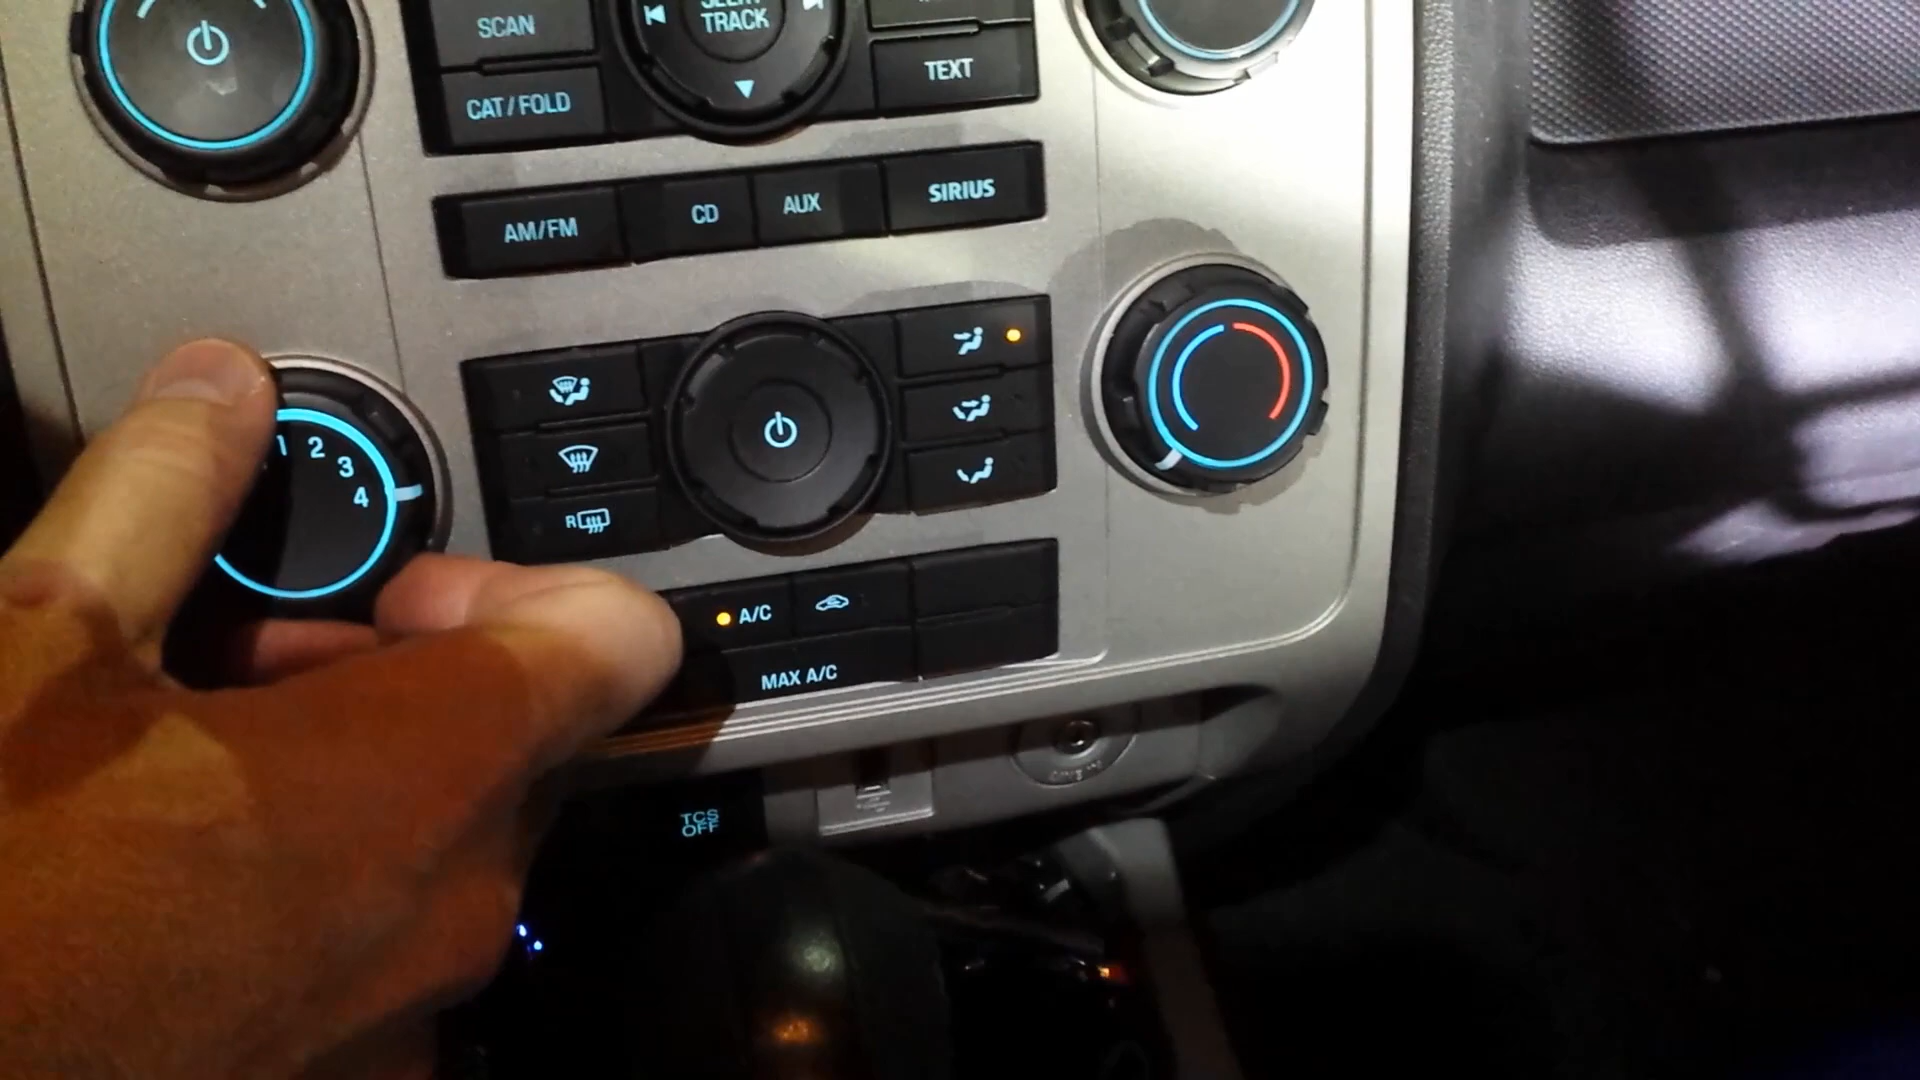 SCAN
TRACK
CAT/FOLD
TEXT
AM/FM
CD
AUX
SIRIUS
1
2
3
4
R
A/C
MAX A/C
TCS
OFF